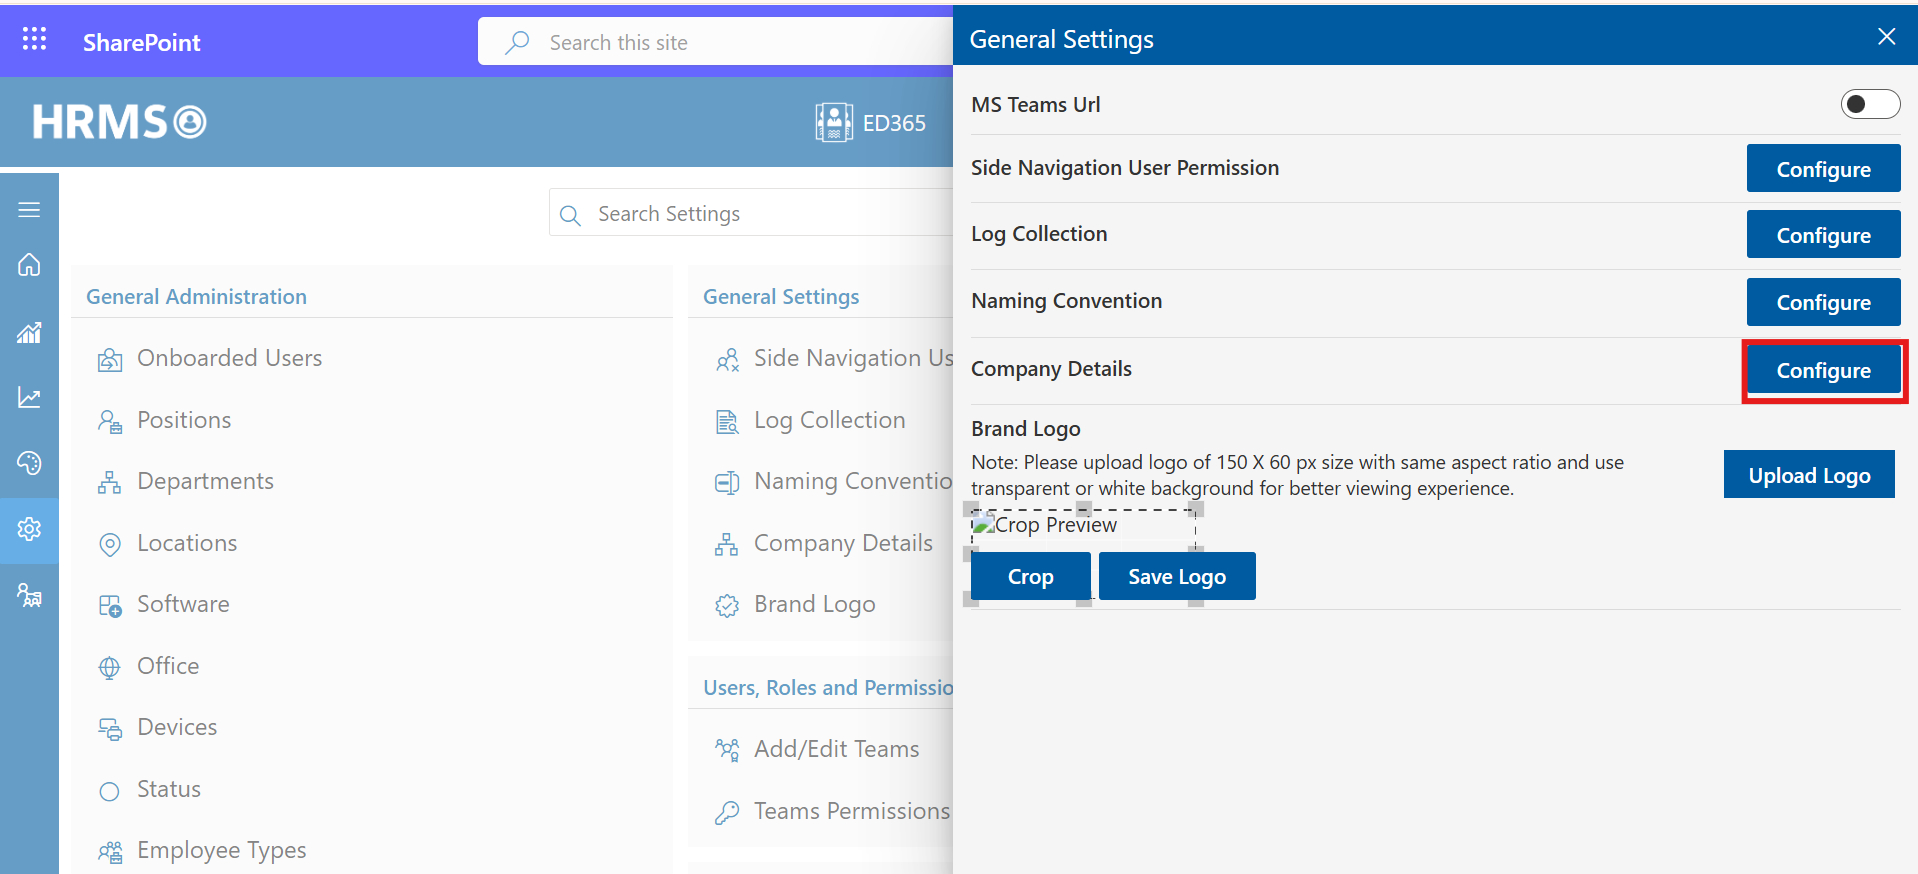 SharePoint
Search this site
HRMS
ED365
Search Settings
General Administration
Onboarded Users
Positions
Departments
Locations
Software
Office
Devices
Status
Employee Types
General Settings
Side Navigation Us
Log Collection
Naming Conventio
Company Details
Brand Logo
Users, Roles and Permissio
Add/Edit Teams
Teams Permissions
General Settings
MS Teams Url
Side Navigation User Permission
Configure
Log Collection
Configure
Naming Convention
Configure
Company Details
Configure
Brand Logo
Note: Please upload logo of 150 X 60 px size with same aspect ratio and use
transparent or white background for better viewing experience.
Upload Logo
Crop Preview
Crop
Save Logo